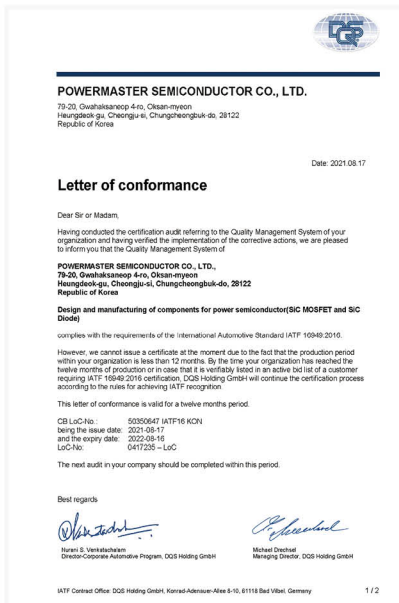 DQS
POWERMASTER SEMICONDUCTOR CO., LTD.
79-20, Gwahaksaneop 4-ro, Oksan-myeon
Heungdeok-gu, Cheongju-si, Chungcheongbuk-do, 28122
Republic of Korea
Date: 2021.08.17
Letter of conformance
Dear Sir or Madam,
Having conducted the certification audit referring to the Quality Management System of your
organization and having verified the implementation of the corrective actions, we are pleased
to inform you that the Quality Management System of
POWERMASTER SEMICONDUCTOR CO., LTD.,
79-20, Gwahaksaneop 4-ro, Oksan-myeon
Heungdeok-gu, Cheongju-si, Chungcheongbuk-do, 28122
Republic of Korea
Design and manufacturing of components for power semiconductor(SiC MOSFET and SiC
Diode)
complies with the requirements of the International Automotive Standard IATF 16949:2016.
However, we cannot issue a certificate at the moment due to the fact that the production period
within your organization is less than 12 months. By the time your organization has reached the
twelve months of production or in case that it is verifiably listed in an active bid list of a customer
requiring IATF 16949:2016 certification, DQS Holding GmbH will continue the certification process
according to the rules for achieving IATF recognition.
This letter of conformance is valid for a twelve months period.
CB LoC-No.: 50350647 IATF16 KON
being the issue date: 2021-08-17
and the expiry date: 2022-08-16
LoC-No: 0417235 – LoC
The next audit in your company should be completed within this period.
Best regards
Nurani S. Venkatachalam
Director-Corporate Automotive Program, DQS Holding GmbH
Michael Drechsel
Managing Director, DQS Holding GmbH
IATF Contract Office: DQS Holding GmbH, Konrad-Adenauer-Allee 8-10, 61118 Bad Vilbel, Germany
1 / 2